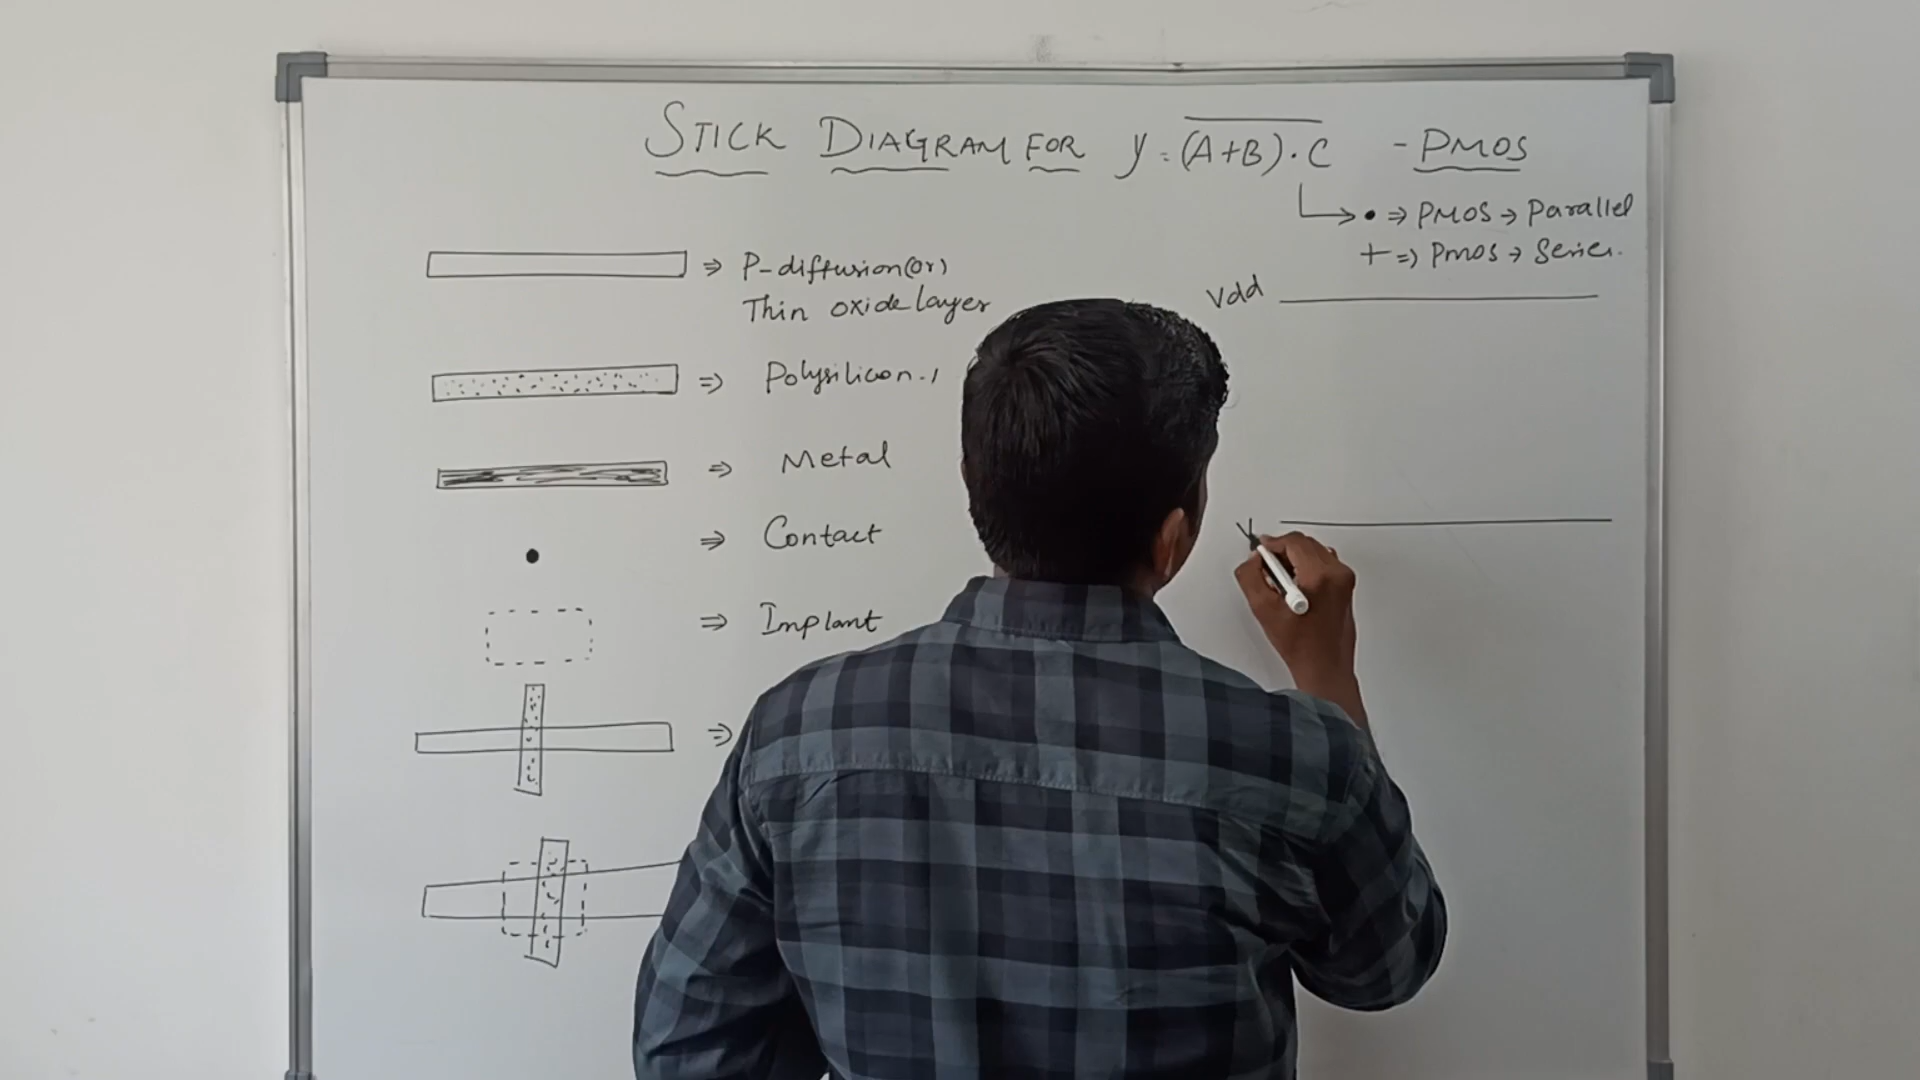 STICK DIAGRAM FOR y = (A+B).C - PMOS
• ⇒ PMOS → Parallel
+ ⇒ Pmos → Series.
⇒ P-diffusion(or)
Thin oxide layer
Vdd
⇒ Polysilicon.1
⇒ Metal
⇒ Contact
V
⇒ Implant
⇒